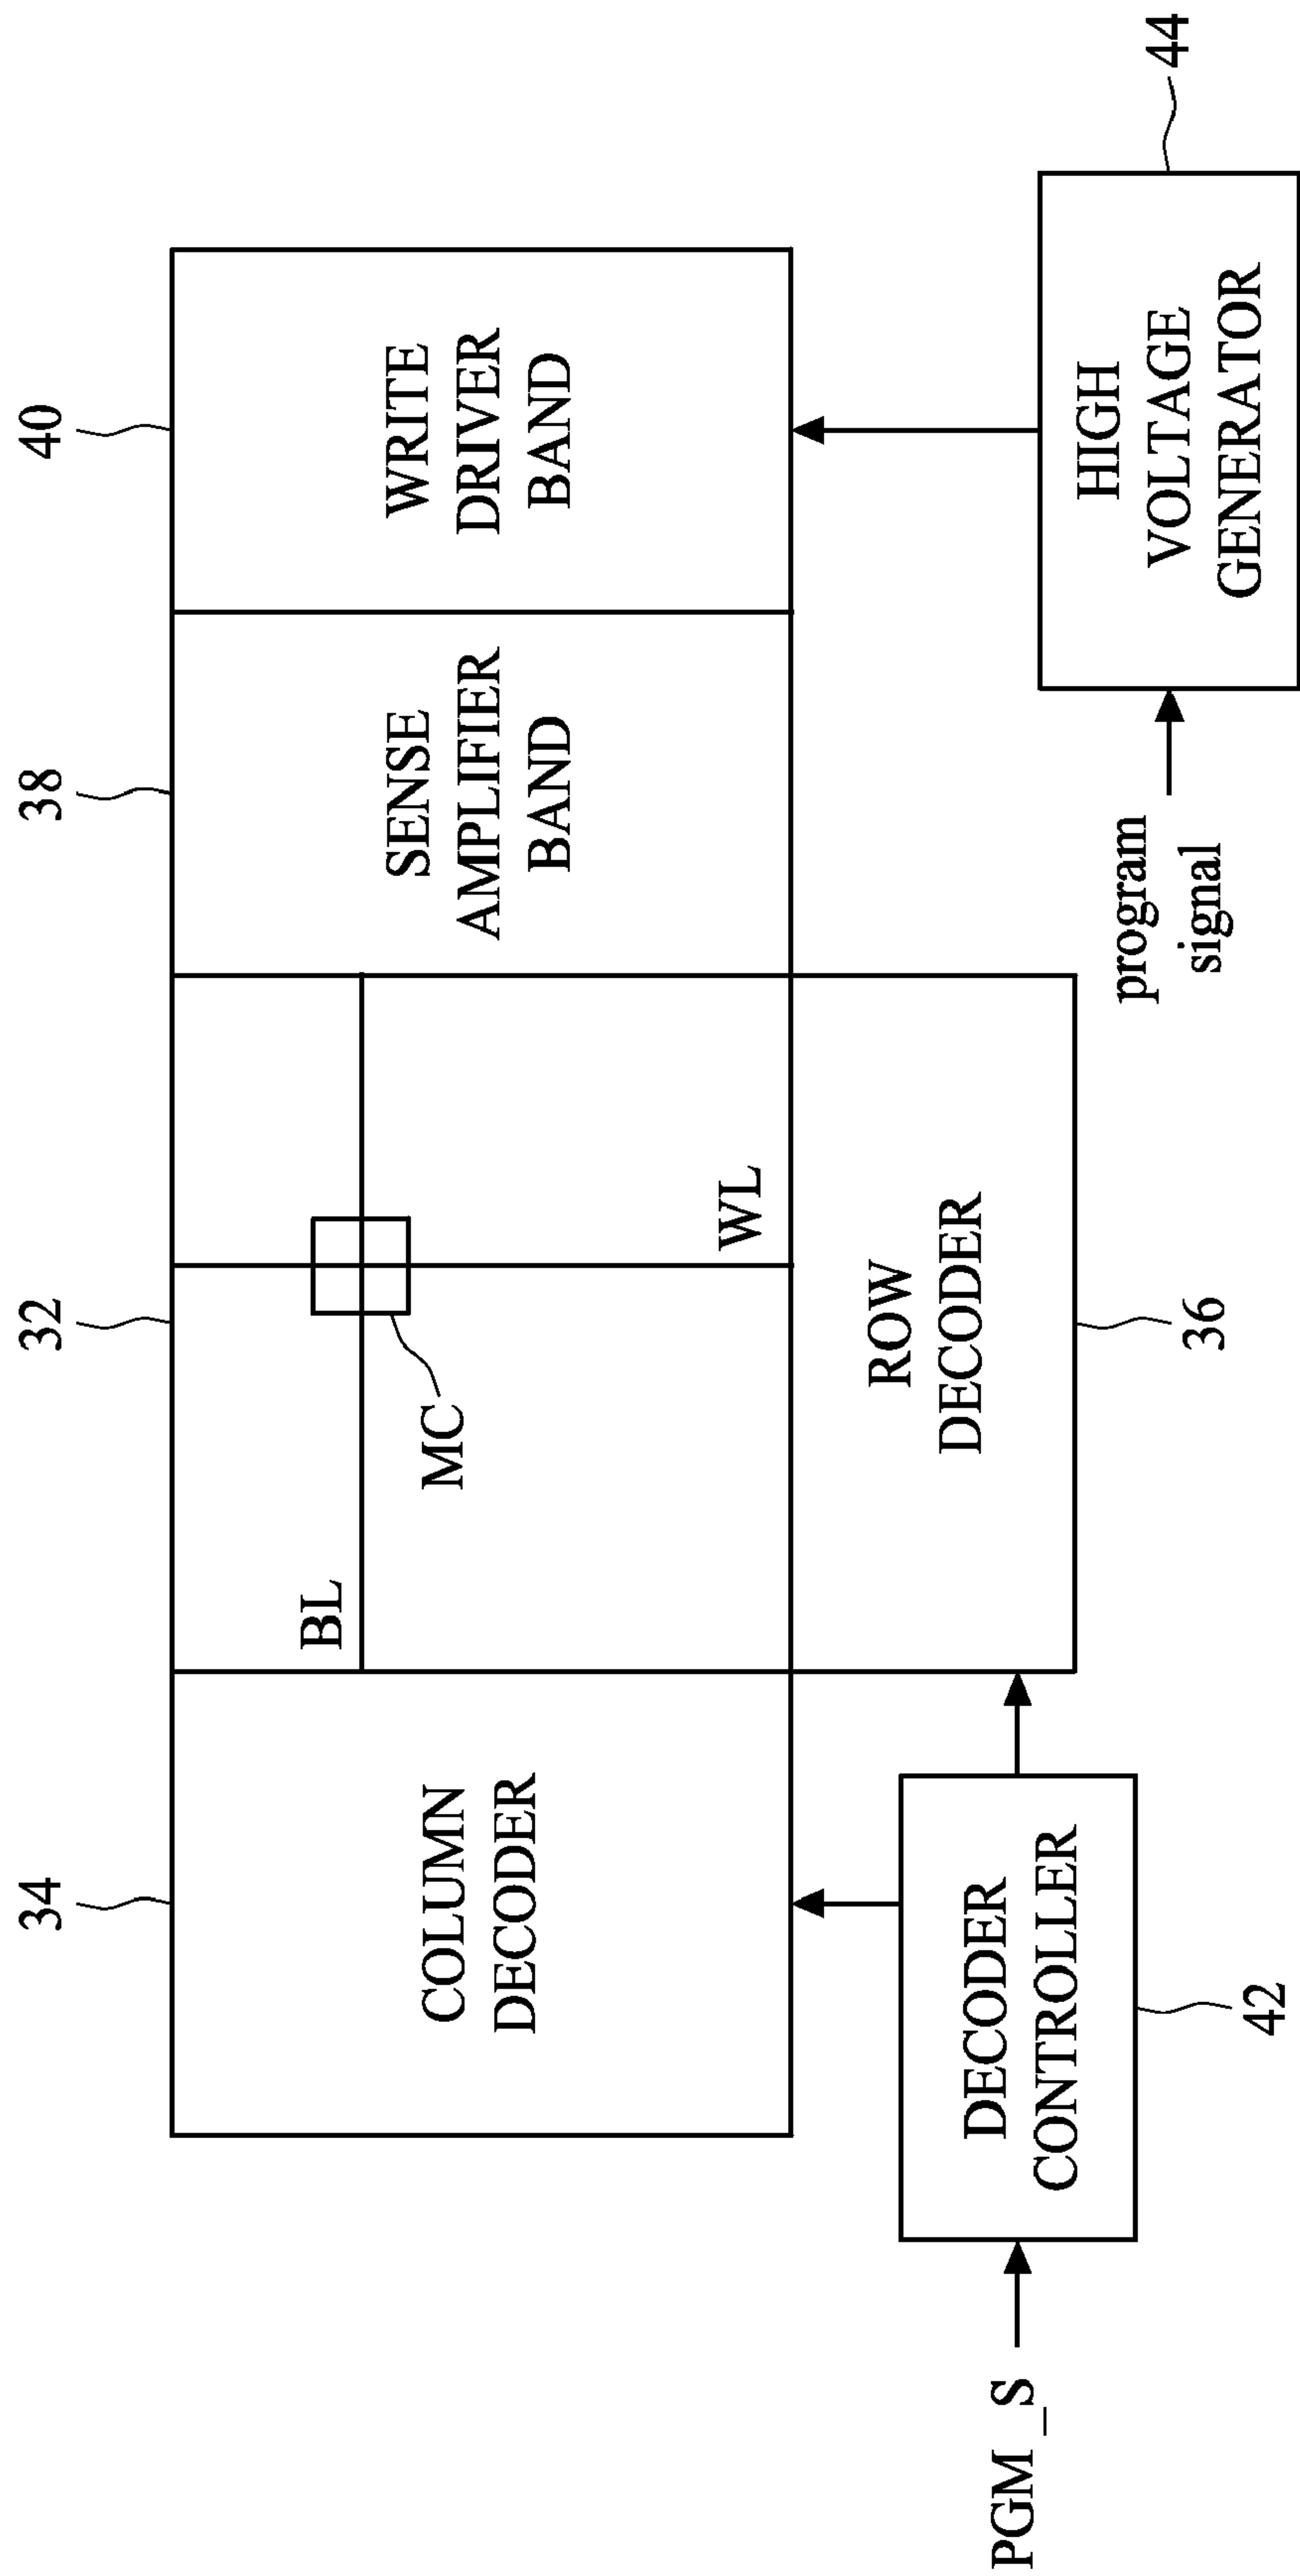 34
32
38
40
BL
MC
WL
COLUMN
DECODER
SENSE
AMPLIFIER
BAND
WRITE
DRIVER
BAND
ROW
DECODER
36
PGM_S
DECODER
CONTROLLER
42
program
signal
HIGH
VOLTAGE
GENERATOR
44